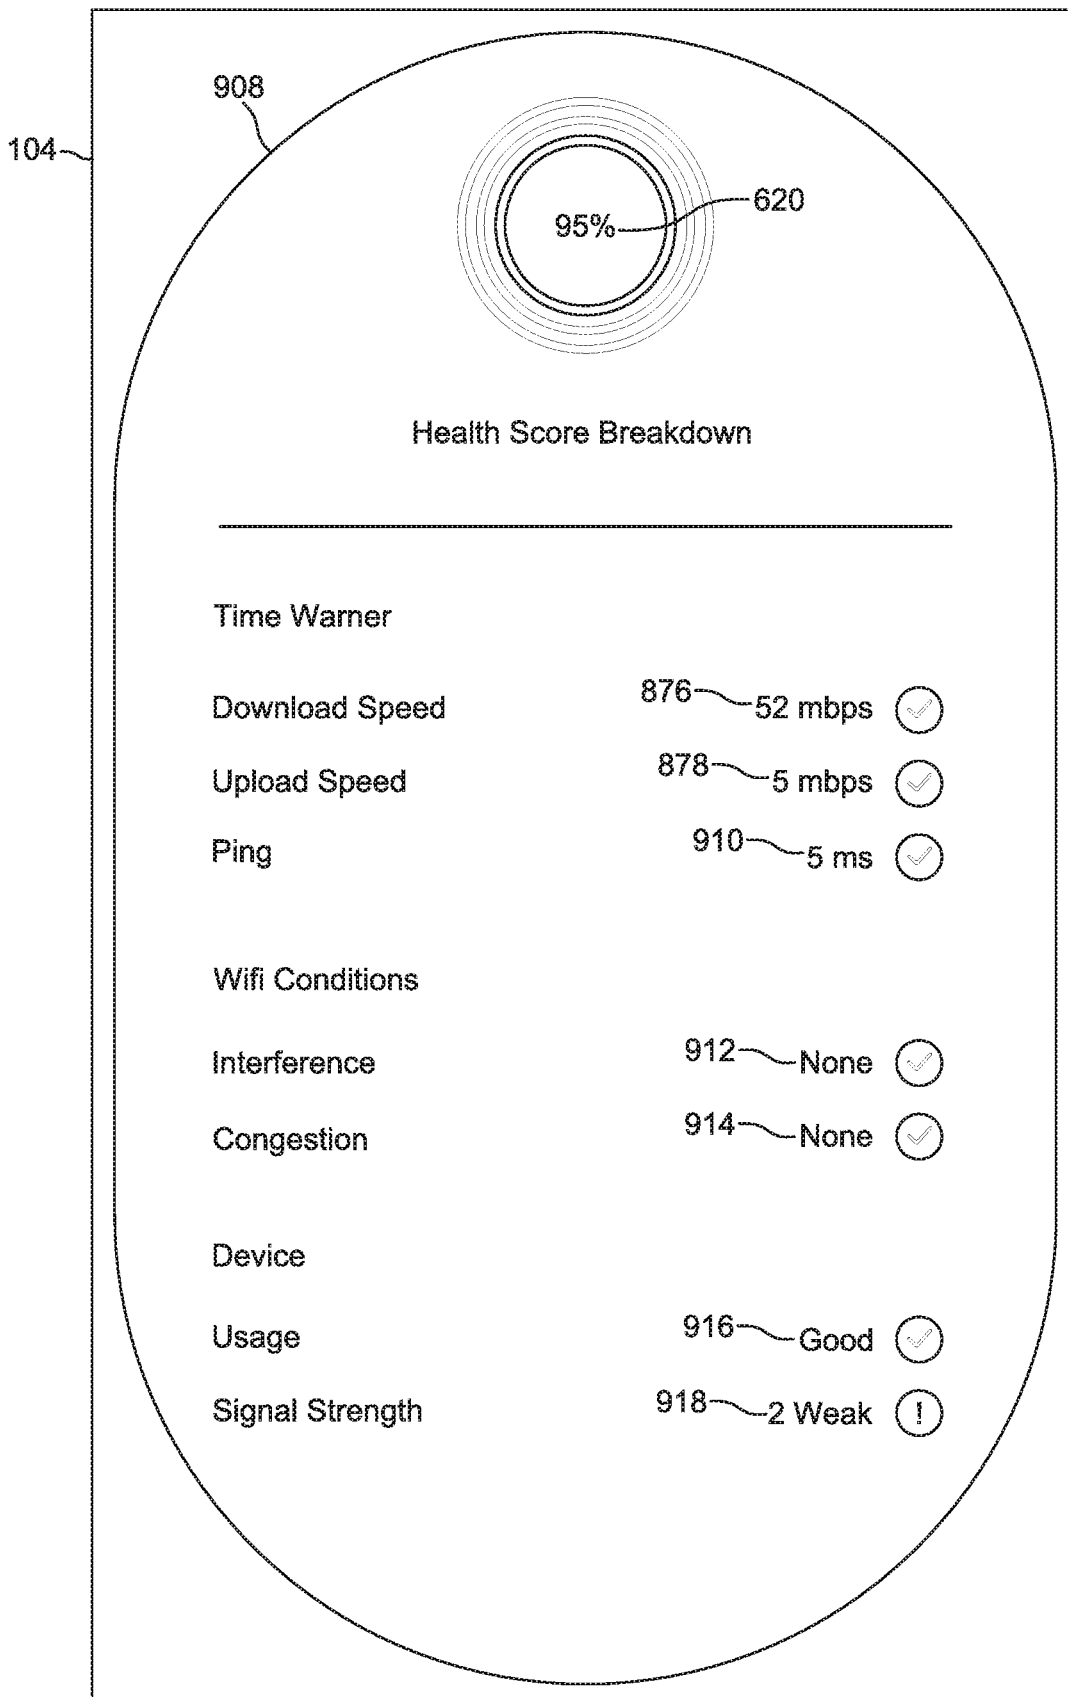 908
104
95%
620
Health Score Breakdown
Time Warner
Download Speed 876 52 mbps
Upload Speed 878 5 mbps
Ping 910 5 ms
Wifi Conditions
Interference 912 None
Congestion 914 None
Device
Usage 916 Good
Signal Strength 918 2 Weak !